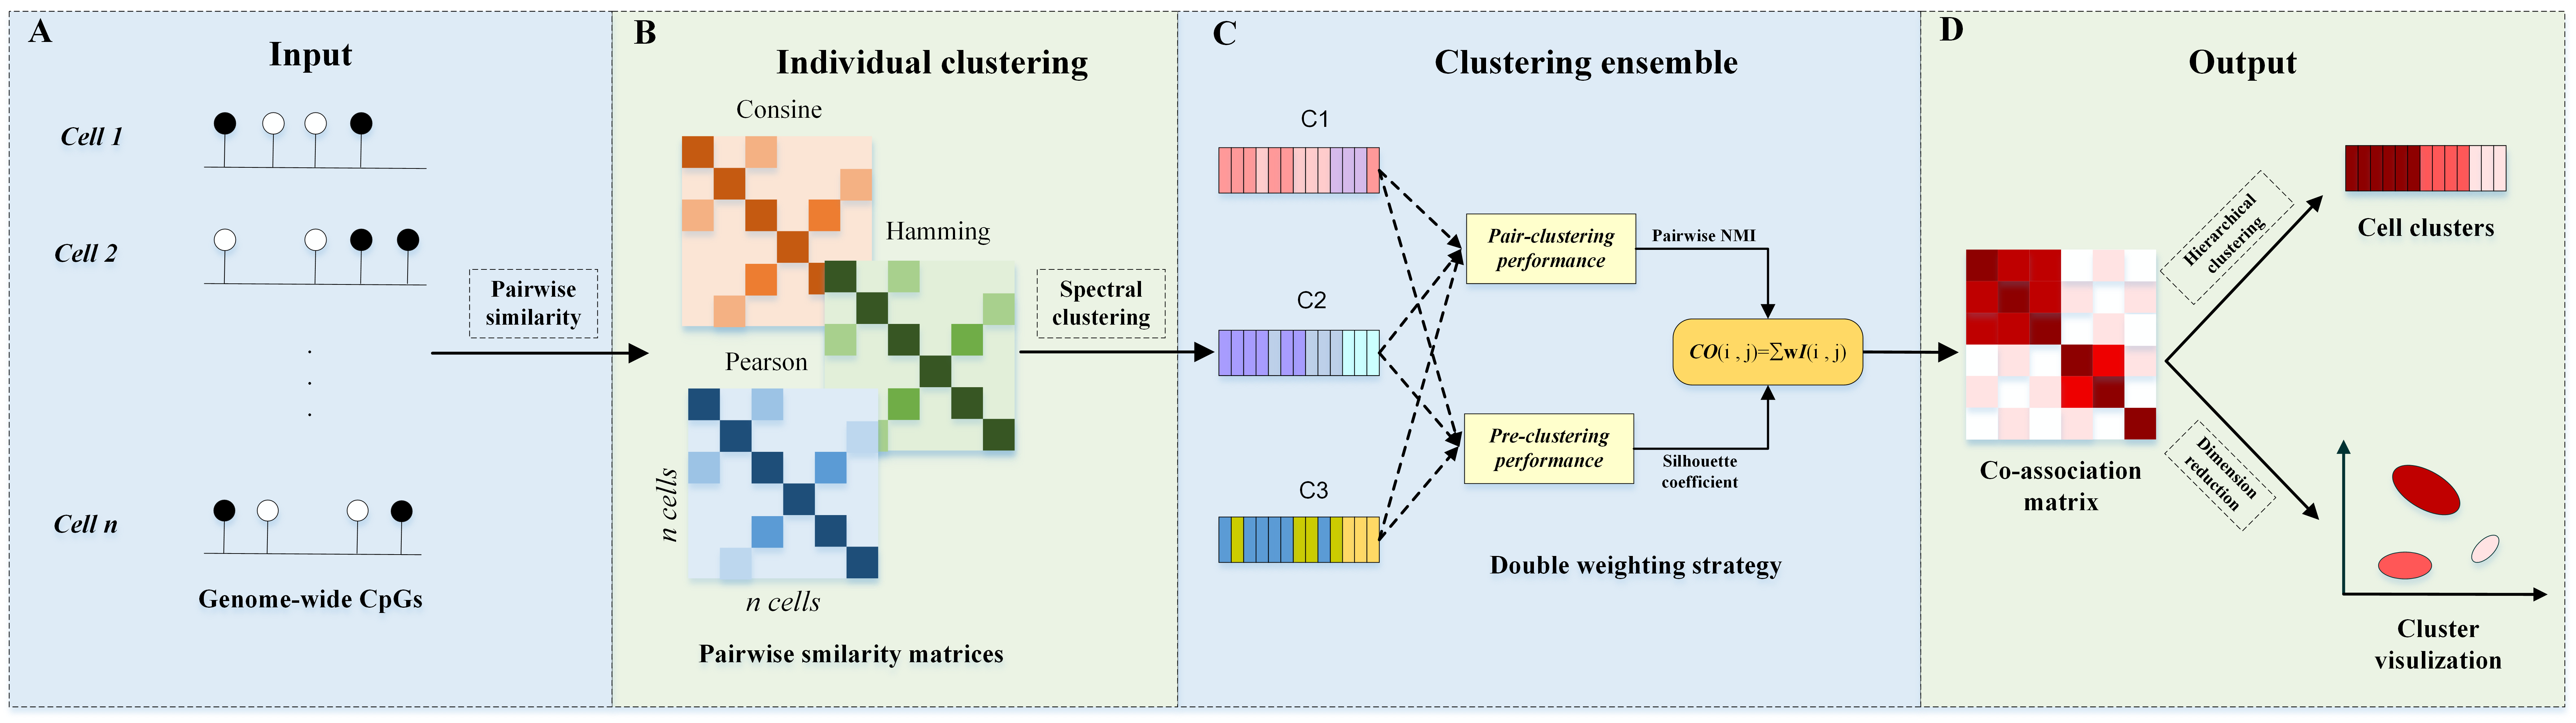 A
Input
Cell 1
Cell 2
.
.
.
Cell n
Genome-wide CpGs
Pairwise
similarity
B
Individual clustering
Consine
Hamming
Pearson
n cells
n cells
Pairwise smilarity matrices
Spectral
clustering
C
Clustering ensemble
C1
C2
C3
Pair-clustering
performance
Pairwise NMI
CO(i , j)=∑wI(i , j)
Pre-clustering
performance
Silhouette
coefficient
Double weighting strategy
D
Output
Co-association
matrix
Hierarchical
clustering
Cell clusters
Dimension
reduction
Cluster
visulization